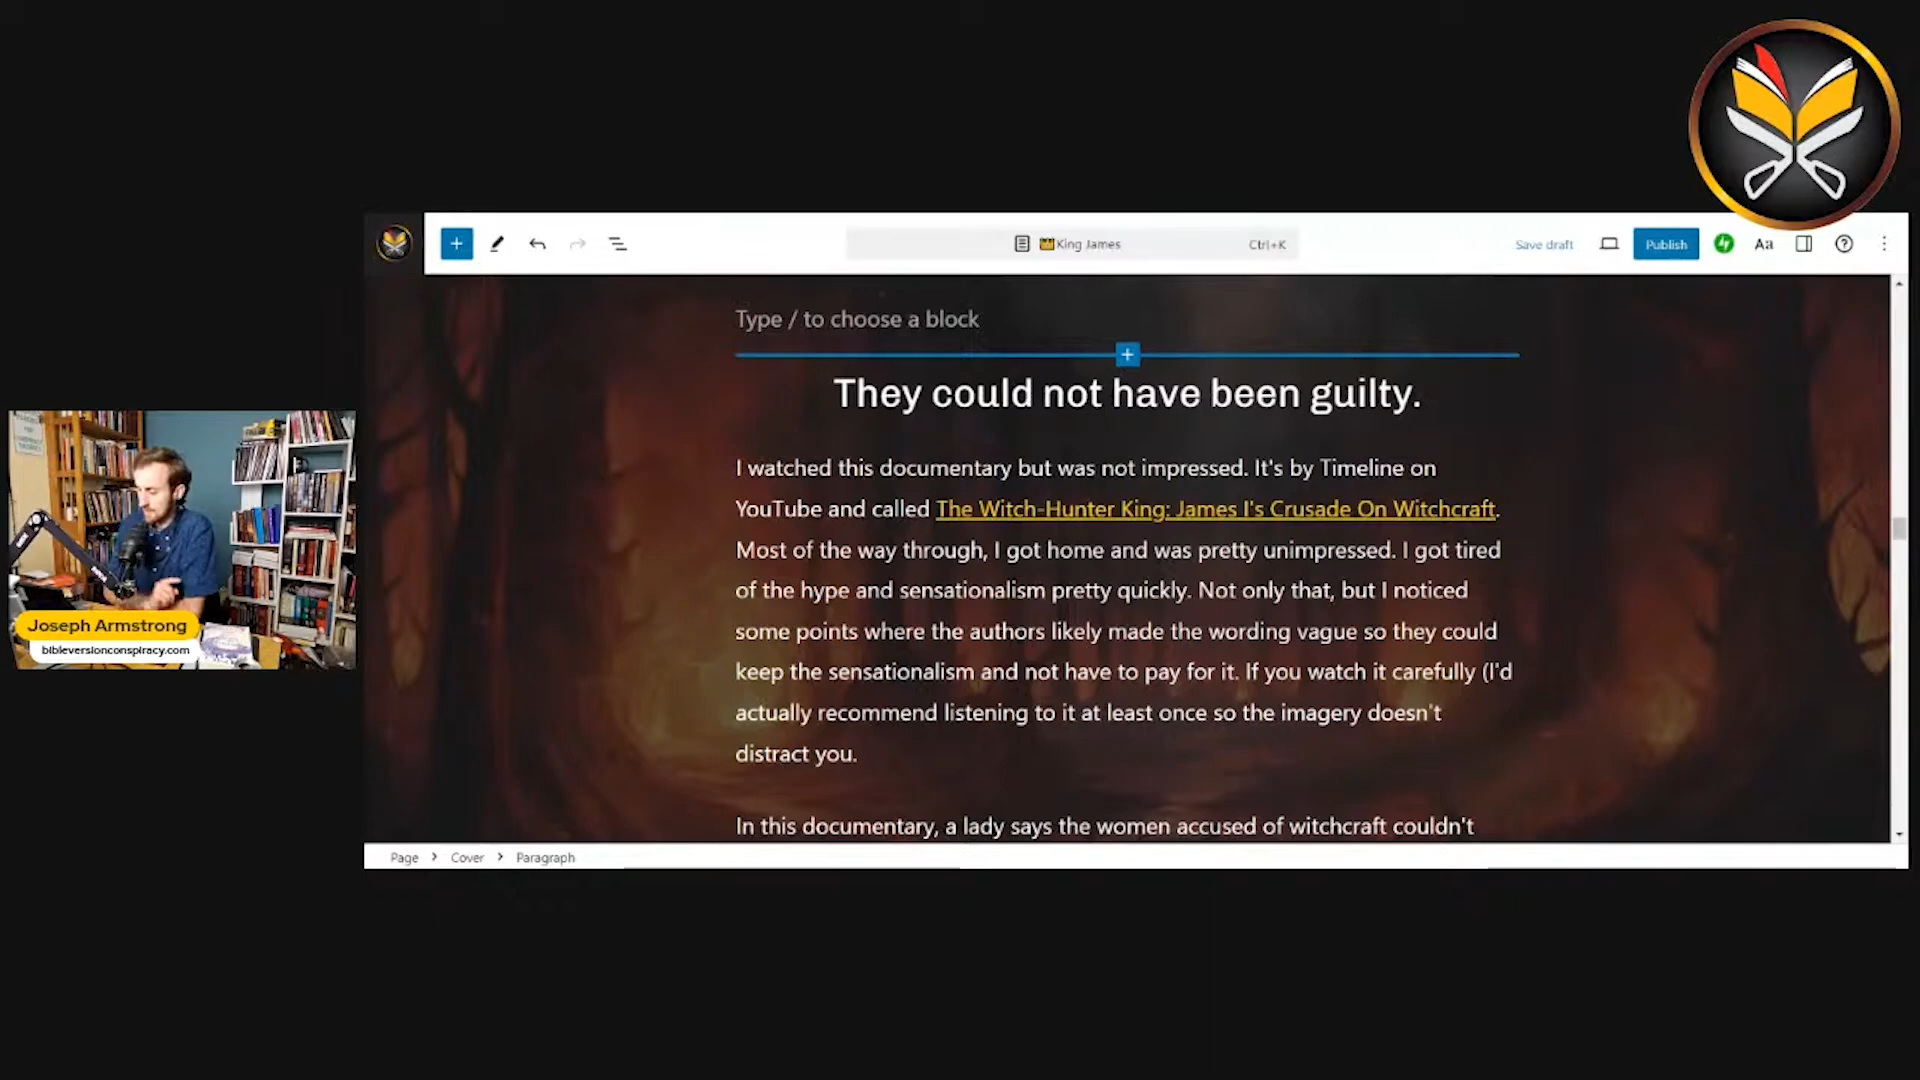 King James
Ctrl+K
Save draft
Publish
Aa
Type / to choose a block
They could not have been guilty.
I watched this documentary but was not impressed. It's by Timeline on
YouTube and called The Witch-Hunter King: James I's Crusade On Witchcraft.
Most of the way through, I got home and was pretty unimpressed. I got tired
of the hype and sensationalism pretty quickly. Not only that, but I noticed
some points where the authors likely made the wording vague so they could
keep the sensationalism and not have to pay for it. If you watch it carefully (I'd
actually recommend listening to it at least once so the imagery doesn't
distract you.
In this documentary, a lady says the women accused of witchcraft couldn't
Page > Cover > Paragraph
Joseph Armstrong
bibleversionconspiracy.com